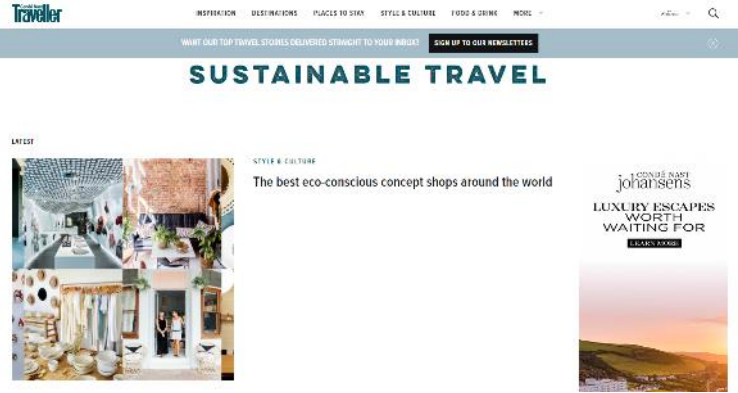 Condé Nast
Traveller
INSPIRATION
DESTINATIONS
PLACES TO STAY
STYLE & CULTURE
FOOD & DRINK
MORE
WANT OUR TOP TRAVEL STORIES DELIVERED STRAIGHT TO YOUR INBOX?
SIGN UP TO OUR NEWSLETTERS
SUSTAINABLE TRAVEL
LATEST
STYLE & CULTURE
The best eco-conscious concept shops around the world
CONDÉ NAST
johansens
LUXURY ESCAPES
WORTH
WAITING FOR
LEARN MORE